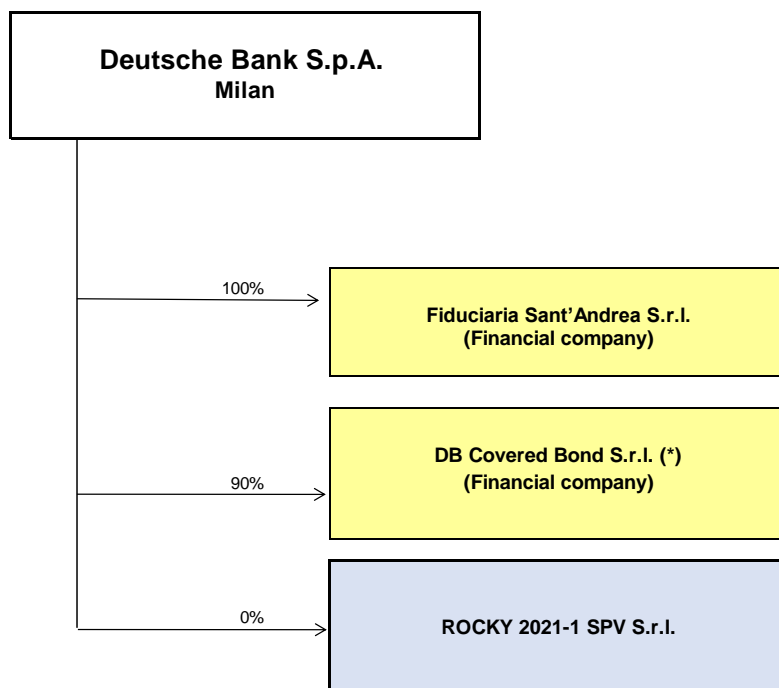 Deutsche Bank S.p.A.
Milan
100%
Fiduciaria Sant’Andrea S.r.l.
(Financial company)
90%
DB Covered Bond S.r.l. (*)
(Financial company)
0%
ROCKY 2021-1 SPV S.r.l.